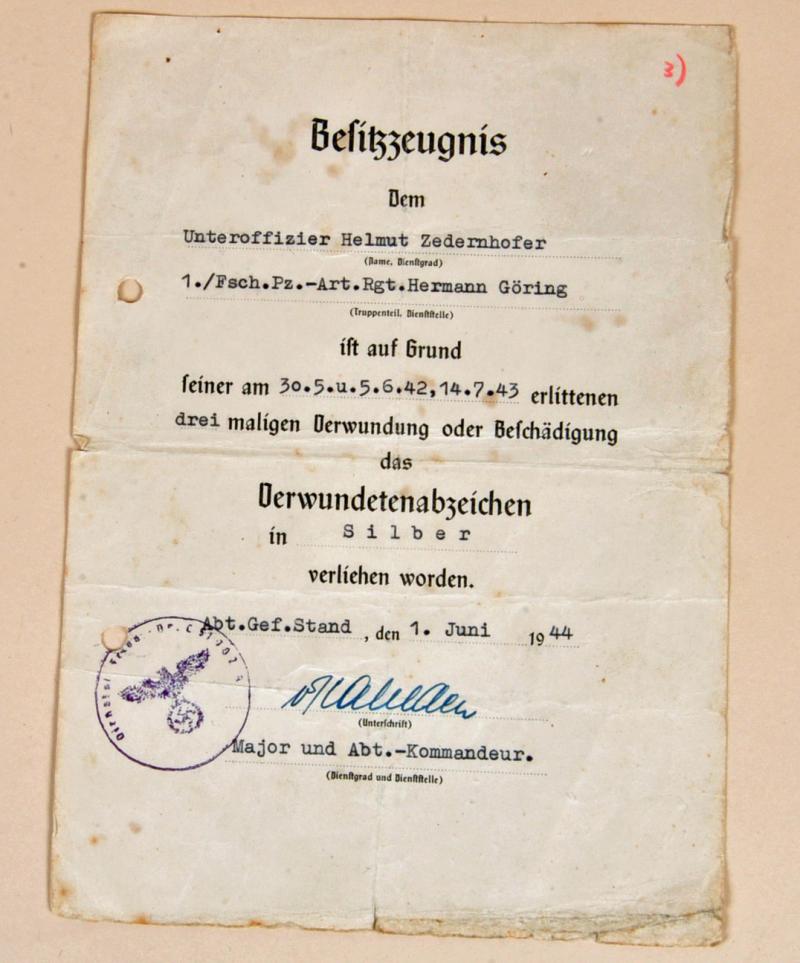 3)
Besitzzeugnis
Dem
Unteroffizier Helmut Zedernhofer
(Name, Dienstgrad)
1./Fsch.Pz.-Art.Rgt.Hermann Göring
(Truppenteil, Dienststelle)
ist auf Grund
seiner am 3o.5.u.5.6.42,14.7.43 erlittenen
drei maligen Verwundung oder Beschädigung
das
Verwundetenabzeichen
in Silber
verliehen worden.
Abt.Gef.Stand , den 1. Juni 1944
(Unterschrift)
Major und Abt.-Kommandeur.
(Dienstgrad und Dienststelle)